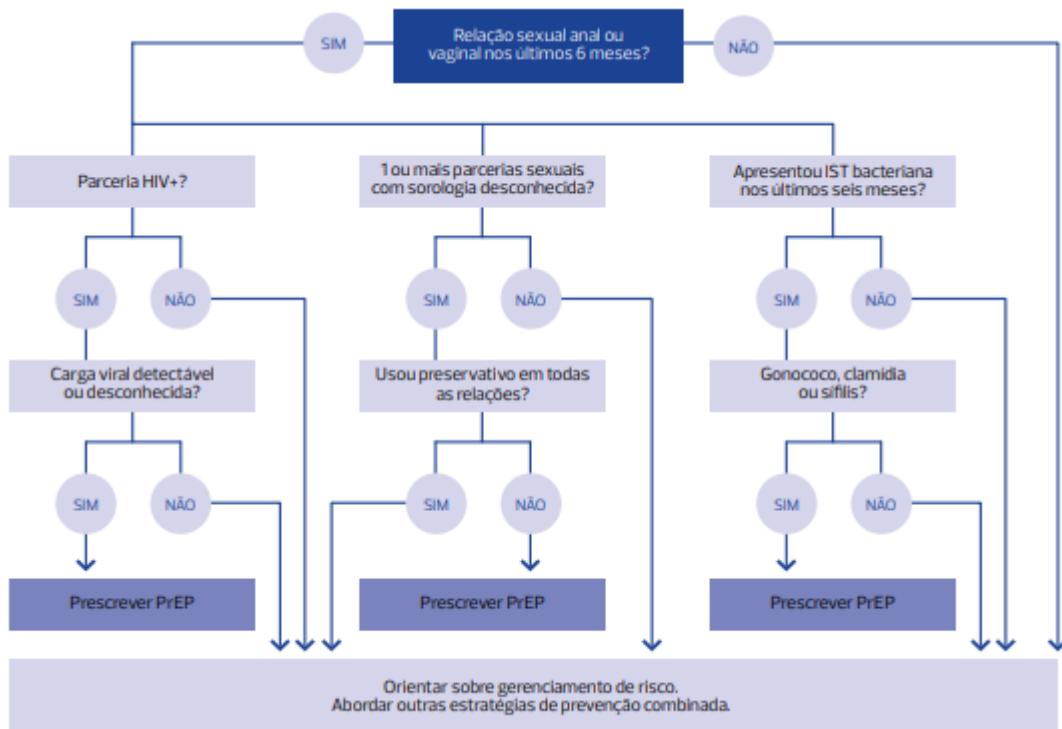 SIM
Relação sexual anal ou
vaginal nos últimos 6 meses?
NÃO
Parceria HIV+?
1 ou mais parcerias sexuais
com sorologia desconhecida?
Apresentou IST bacteriana
nos últimos seis meses?
SIM
NÃO
SIM
NÃO
SIM
NÃO
Carga viral detectável
ou desconhecida?
Usou preservativo em todas
as relações?
Gonococo, clamídia
ou sífilis?
SIM
NÃO
SIM
NÃO
SIM
NÃO
Prescrever PrEP
Prescrever PrEP
Prescrever PrEP
Orientar sobre gerenciamento de risco.
Abordar outras estratégias de prevenção combinada.